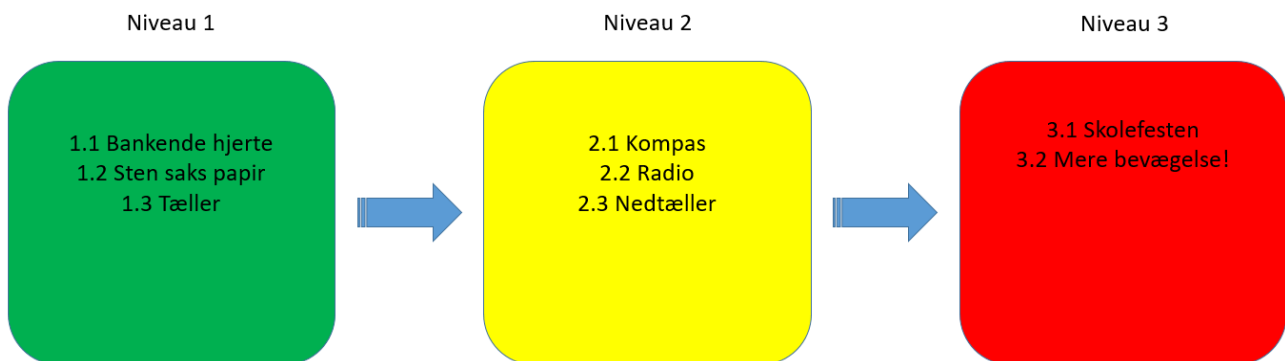 Niveau 1
1.1 Bankende hjerte
1.2 Sten saks papir
1.3 Tæller
Niveau 2
2.1 Kompas
2.2 Radio
2.3 Nedtæller
Niveau 3
3.1 Skolefesten
3.2 Mere bevægelse!